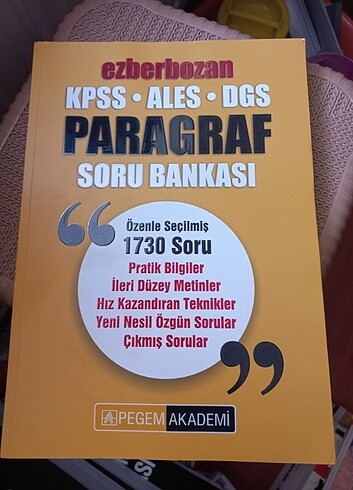 ezberbozan
KPSS • ALES • DGS
PARAGRAF
SORU BANKASI
“
Özenle Seçilmiş
1730 Soru
Pratik Bilgiler
İleri Düzey Metinler
Hız Kazandıran Teknikler
Yeni Nesil Özgün Sorular
Çıkmış Sorular
”
PEGEM AKADEMİ